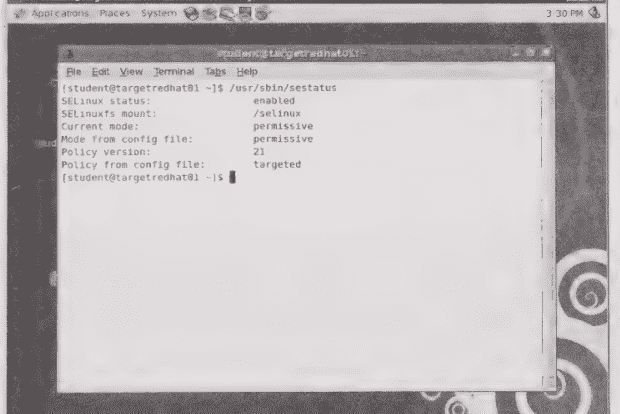 Applications Places System
3:30 PM
student@targetredhat01:~
File Edit View Terminal Tabs Help
[student@targetredhat01 ~]$ /usr/sbin/sestatus
SELinux status: enabled
SELinuxfs mount: /selinux
Current mode: permissive
Mode from config file: permissive
Policy version: 21
Policy from config file: targeted
[student@targetredhat01 ~]$